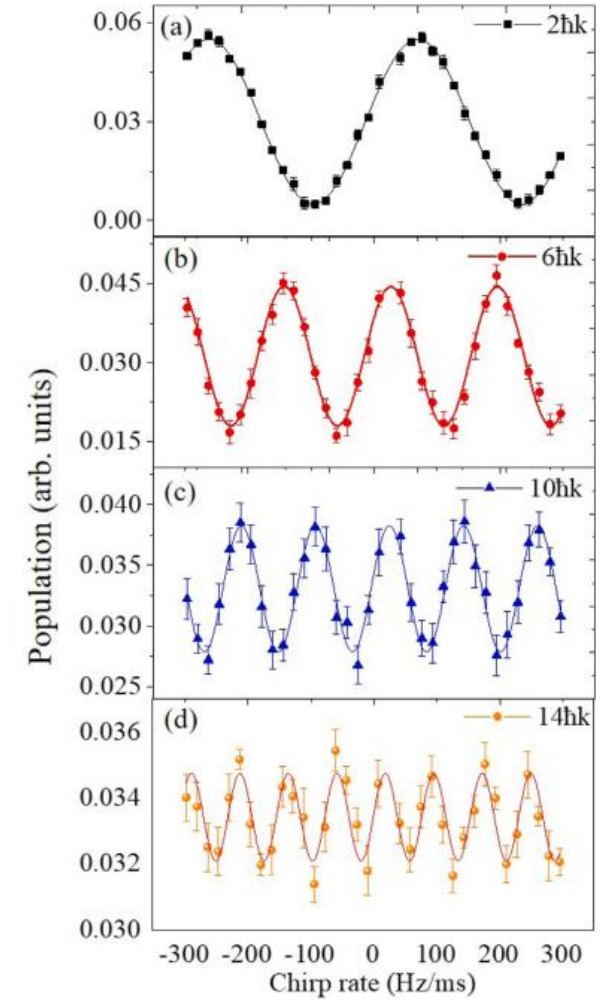 (a)
2ħk
0.06
0.03
0.00
(b)
6ħk
0.045
0.030
0.015
(c)
10ħk
0.040
0.035
0.030
0.025
(d)
14ħk
0.036
0.034
0.032
0.030
Population (arb. units)
-300 -200 -100 0 100 200 300
Chirp rate (Hz/ms)